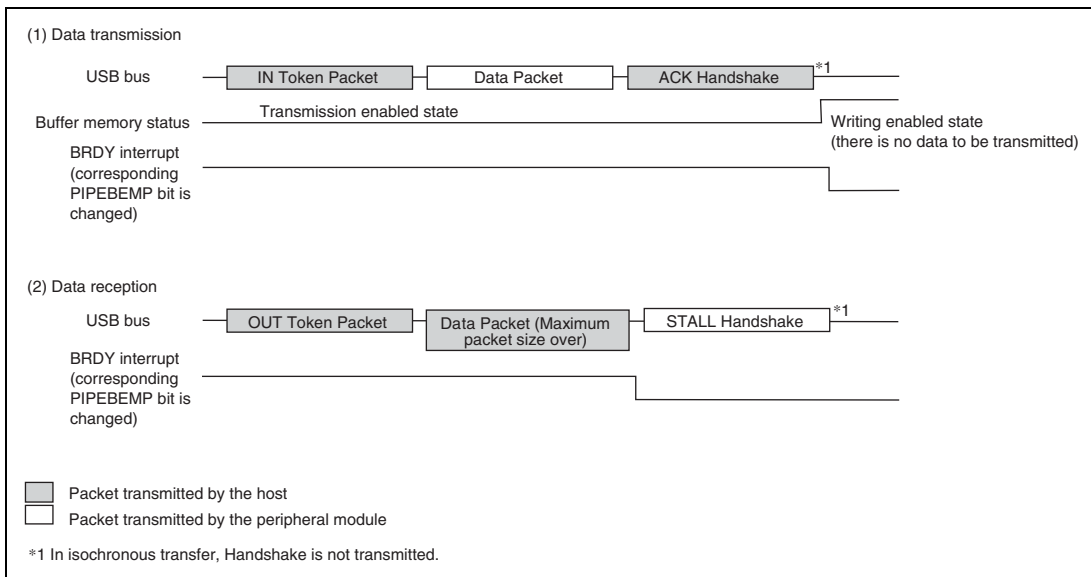 (1) Data transmission
USB bus
IN Token Packet
Data Packet
ACK Handshake
*1
Buffer memory status
Transmission enabled state
Writing enabled state
(there is no data to be transmitted)
BRDY interrupt
(corresponding
PIPEBEMP bit is
changed)
(2) Data reception
USB bus
OUT Token Packet
Data Packet (Maximum
packet size over)
STALL Handshake
*1
BRDY interrupt
(corresponding
PIPEBEMP bit is
changed)
Packet transmitted by the host
Packet transmitted by the peripheral module
*1 In isochronous transfer, Handshake is not transmitted.